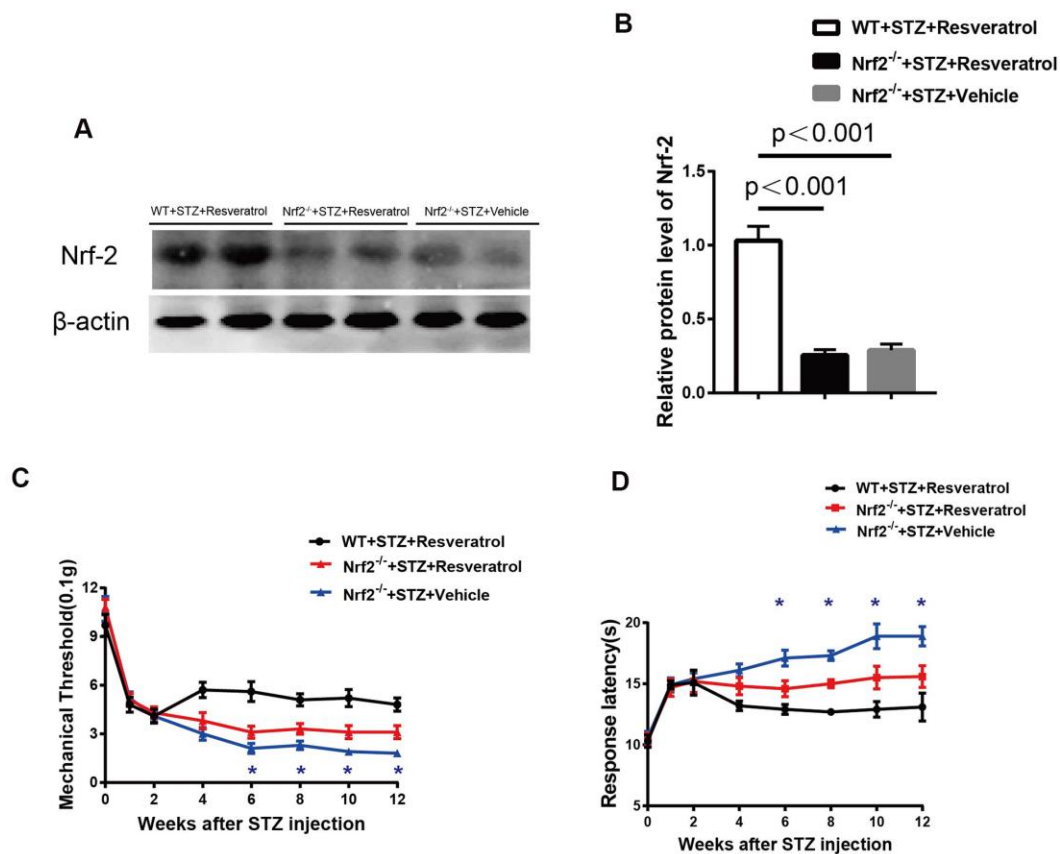 A
WT+STZ+Resveratrol Nrf2-/-+STZ+Resveratrol Nrf2-/-+STZ+Vehicle
Nrf-2
β-actin
B
WT+STZ+Resveratrol
Nrf2-/-+STZ+Resveratrol
Nrf2-/-+STZ+Vehicle
p<0.001
p<0.001
Relative protein level of Nrf-2
1.5
1.0
0.5
0.0
C
WT+STZ+Resveratrol
Nrf2-/-+STZ+Resveratrol
Nrf2-/-+STZ+Vehicle
Mechanical Threshold(0.1g)
12
9
6
3
0
* * * *
0 2 4 6 8 10 12
Weeks after STZ injection
D
WT+STZ+Resveratrol
Nrf2-/-+STZ+Resveratrol
Nrf2-/-+STZ+Vehicle
* * * *
Response latency(s)
20
15
10
5
0 2 4 6 8 10 12
Weeks after STZ injection